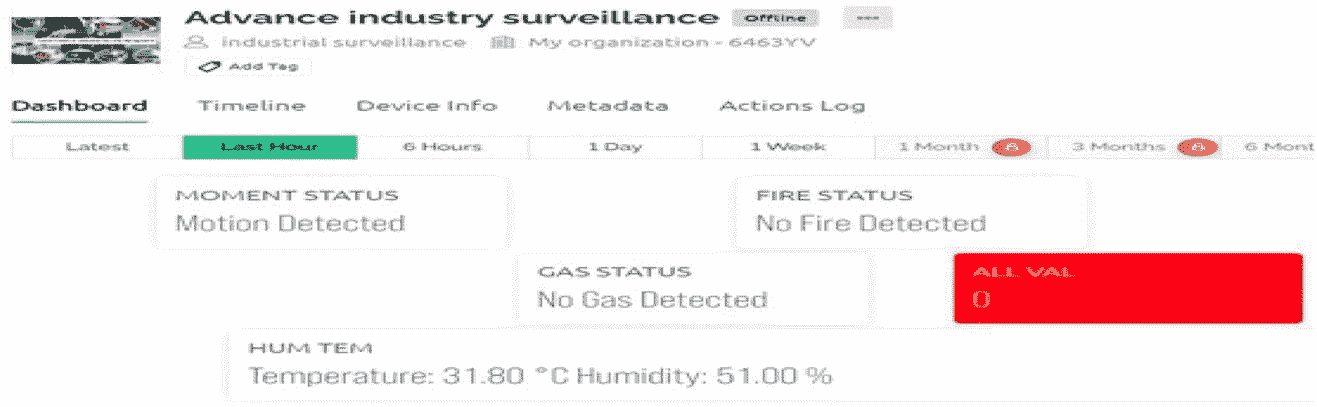 Advance industry surveillance Offline
industrial surveillance My organization - 6463YV
Add Tag
Dashboard Timeline Device Info Metadata Actions Log
Latest Last Hour 6 Hours 1 Day 1 Week 1 Month 3 Months 6 Mont
MOMENT STATUS
Motion Detected
FIRE STATUS
No Fire Detected
GAS STATUS
No Gas Detected
ALL VAL
0
HUM TEM
Temperature: 31.80 °C Humidity: 51.00 %